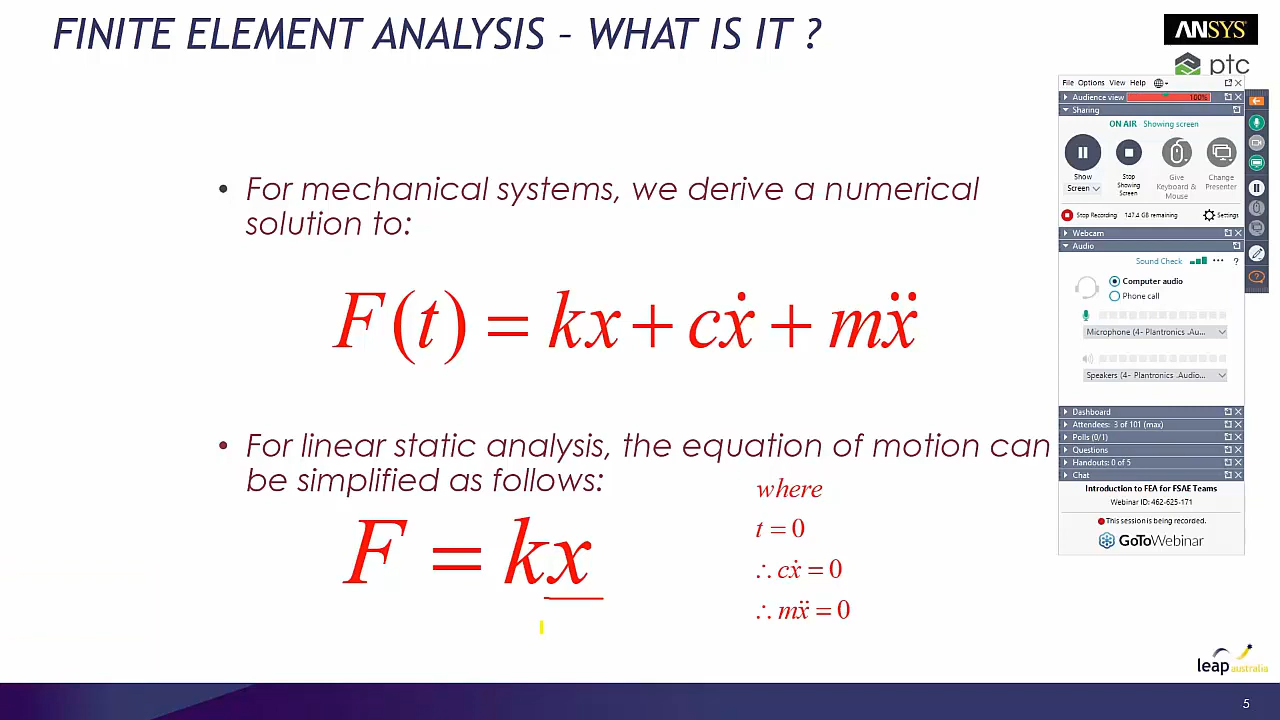 FINITE ELEMENT ANALYSIS – WHAT IS IT ?
ANSYS
ptc
• For mechanical systems, we derive a numerical
solution to:
F(t) = kx + cẋ + mẍ
• For linear static analysis, the equation of motion can
be simplified as follows:
F = kx
where
t = 0
∴ cẋ = 0
∴ mẍ = 0
leap australia
5
File Options View Help
Audience view 100%
Sharing
ON AIR Showing screen
Show Screen
Stop Showing Screen
Give Keyboard & Mouse
Change Presenter
Stop Recording 147.4 GB remaining Settings
Webcam
Audio
Sound Check ••• ?
Computer audio
Phone call
Microphone (4- Plantronics .Au...
Speakers (4- Plantronics .Audio...
Dashboard
Attendees: 3 of 101 (max)
Polls (0/1)
Questions
Handouts: 0 of 5
Chat
Introduction to FEA for FSAE Teams
Webinar ID: 462-625-171
This session is being recorded.
GoToWebinar